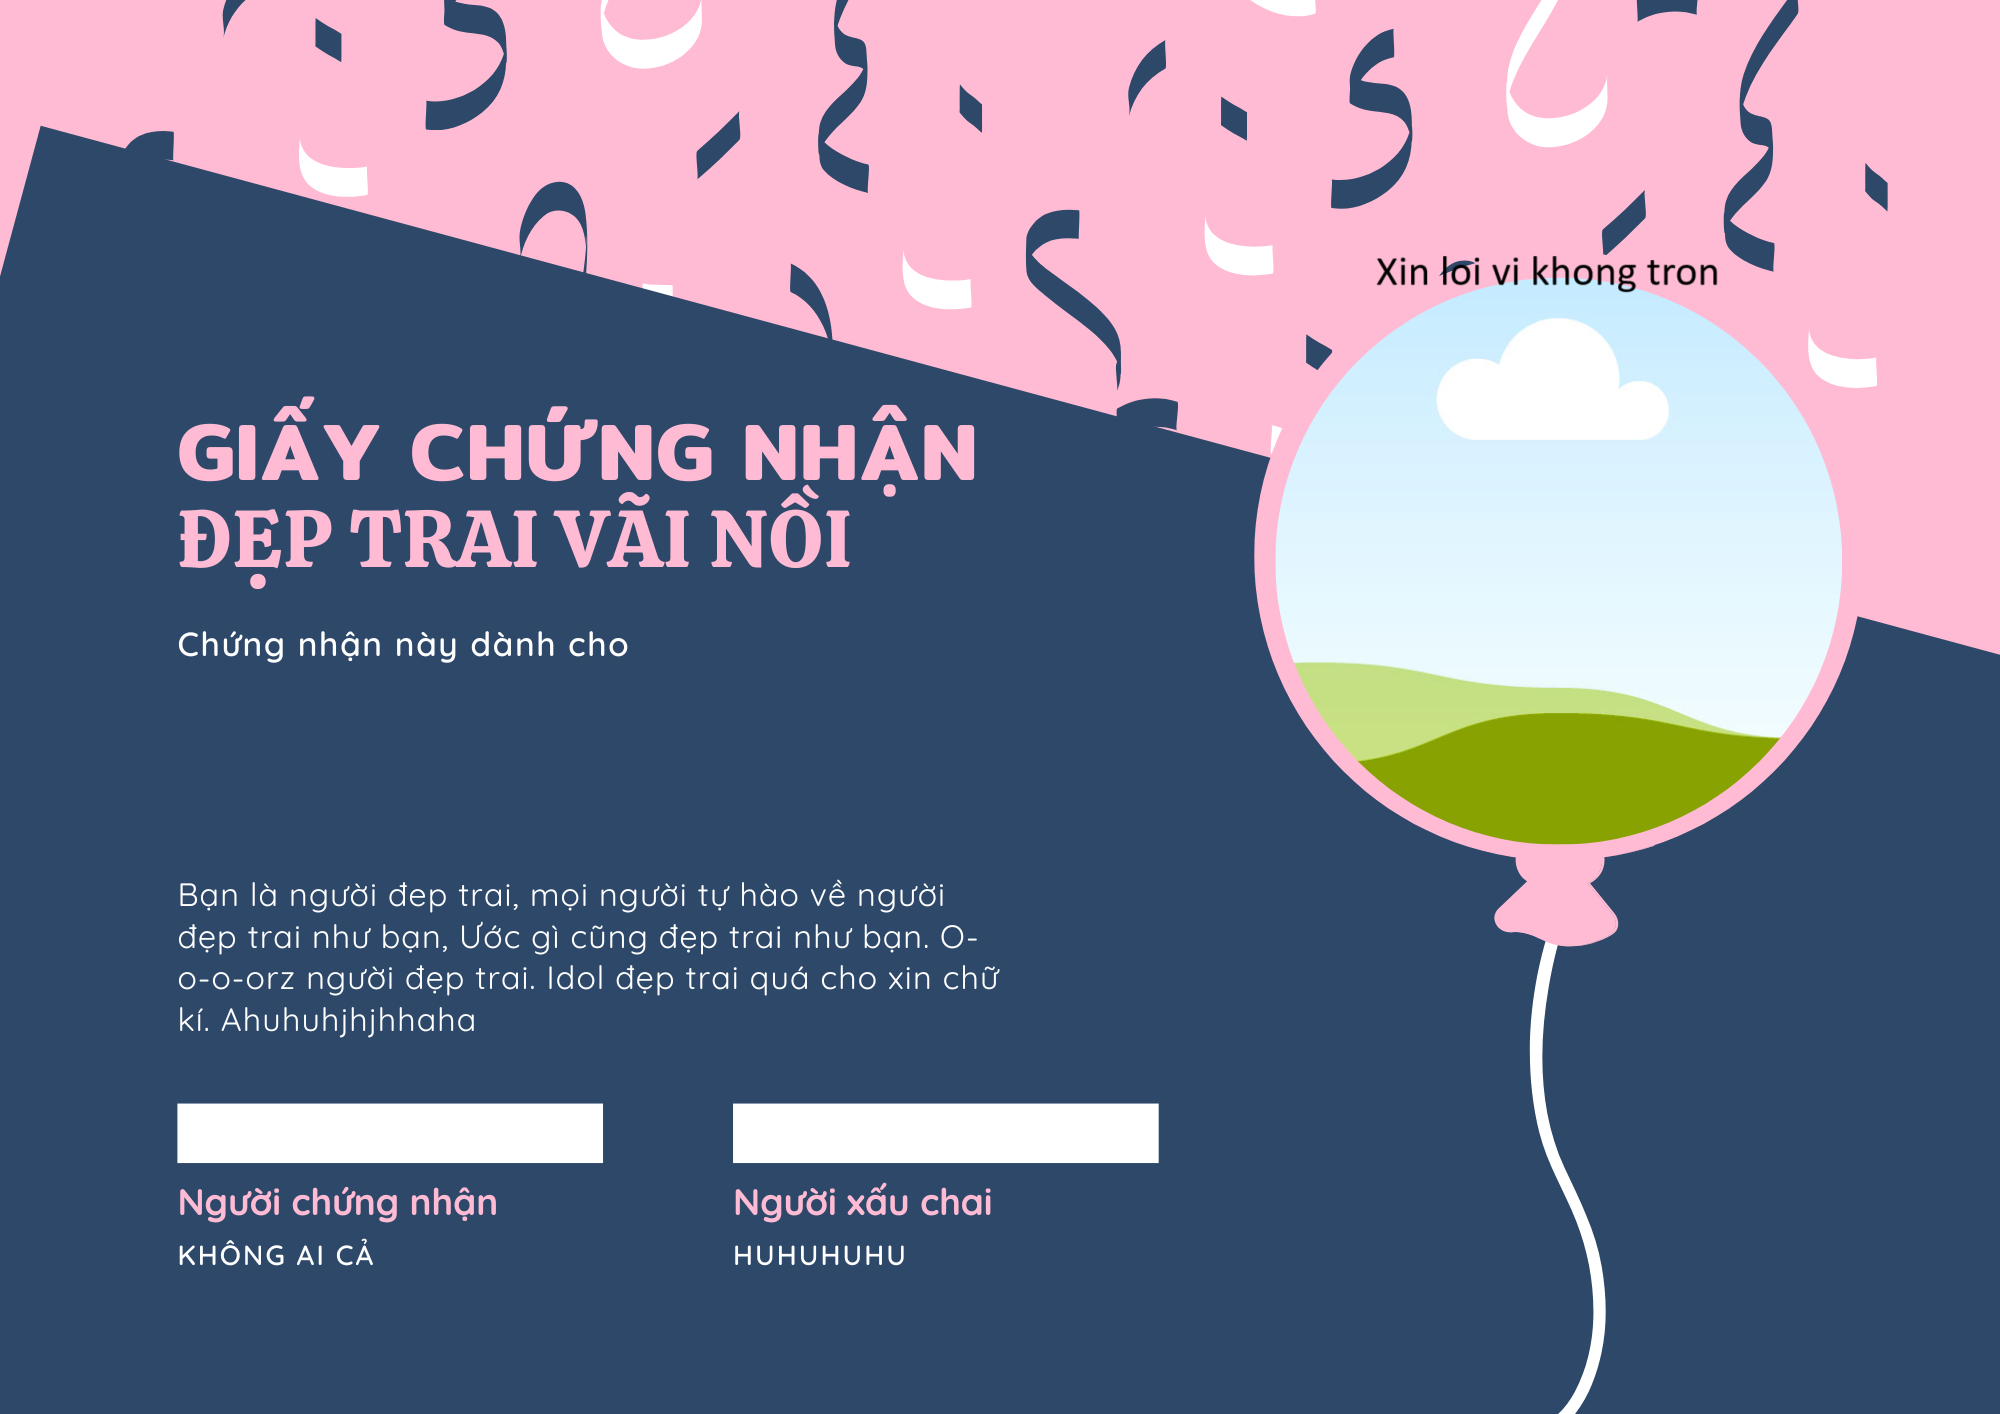 Xin loi vi khong tron
GIẤY CHỨNG NHẬN
ĐẸP TRAI VÃI NỒI
Chứng nhận này dành cho
Bạn là người đep trai, mọi người tự hào về người
đẹp trai như bạn, Ước gì cũng đẹp trai như bạn. O-
o-o-orz người đẹp trai. Idol đẹp trai quá cho xin chữ
kí. Ahuhuhjhjhhaha
Người chứng nhận
KHÔNG AI CẢ
Người xấu chai
HUHUHUHU